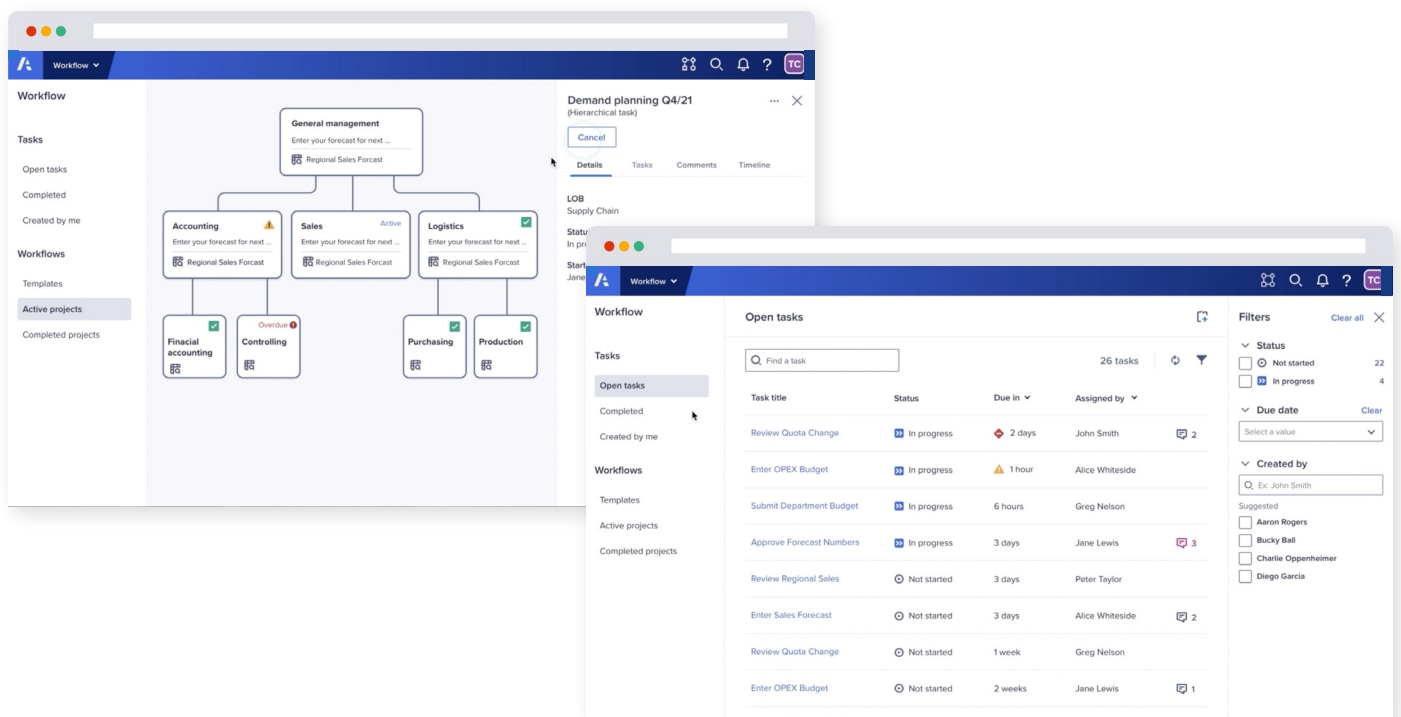 Workflow
TC
Workflow
Tasks
Open tasks
Completed
Created by me
Workflows
Templates
Active projects
Completed projects
General management
Enter your forecast for next ...
Regional Sales Forcast
Accounting
Enter your forecast for next ...
Regional Sales Forcast
Sales
Active
Enter your forecast for next ...
Regional Sales Forcast
Logistics
Enter your forecast for next ...
Regional Sales Forcast
Finacial
accounting
Overdue
Controlling
Purchasing
Production
Demand planning Q4/21
(Hierarchical task)
Cancel
Details Tasks Comments Timeline
LOB
Supply Chain
Statu
In pr
Start
Jane
Workflow
TC
Workflow
Tasks
Open tasks
Completed
Created by me
Workflows
Templates
Active projects
Completed projects
Open tasks
Find a task
26 tasks
Task title Status Due in Assigned by
Review Quota Change In progress 2 days John Smith 2
Enter OPEX Budget In progress 1 hour Alice Whiteside
Submit Department Budget In progress 6 hours Greg Nelson
Approve Forecast Numbers In progress 3 days Jane Lewis 3
Review Regional Sales Not started 3 days Peter Taylor
Enter Sales Forecast Not started 3 days Alice Whiteside 2
Review Quota Change Not started 1 week Greg Nelson
Enter OPEX Budget Not started 2 weeks Jane Lewis 1
Filters Clear all
Status
Not started 22
In progress 4
Due date Clear
Select a value
Created by
Ex: John Smith
Suggested
Aaron Rogers
Bucky Ball
Charlie Oppenheimer
Diego Garcia